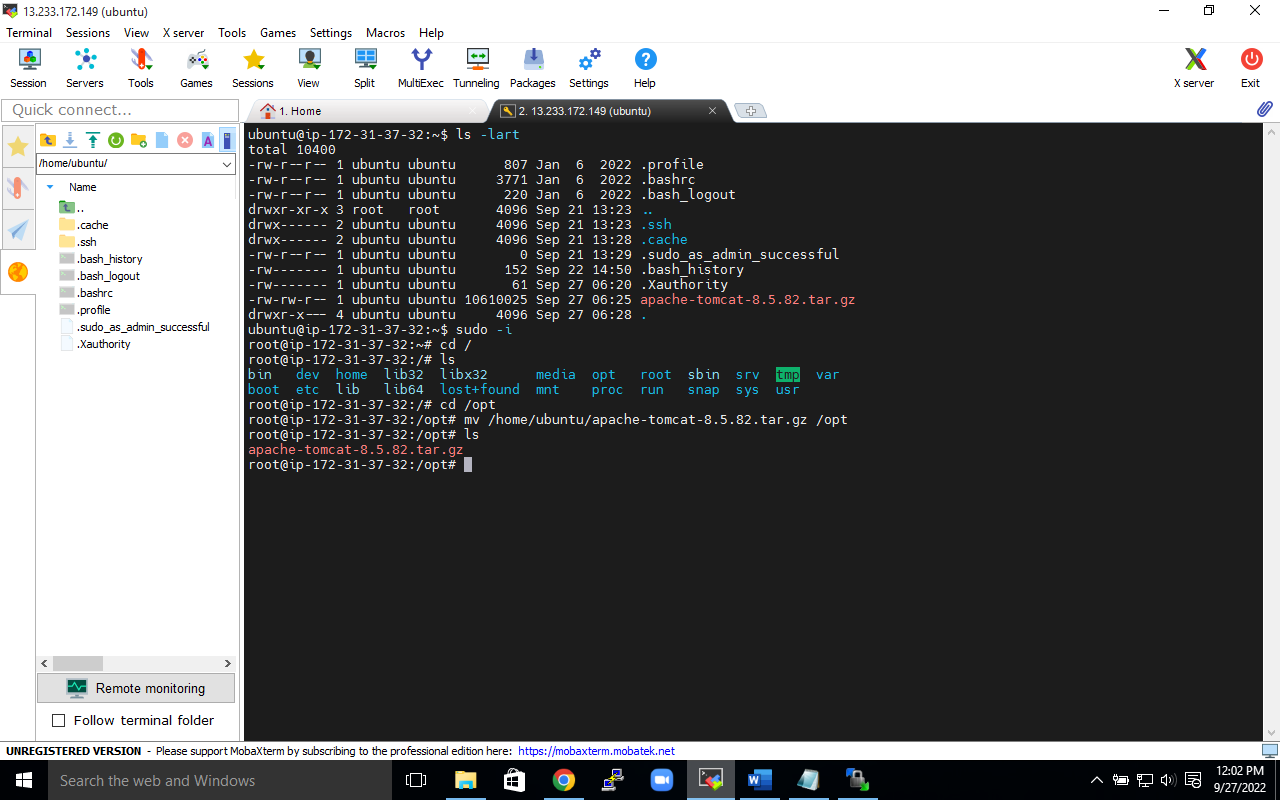 13.233.172.149 (ubuntu)
Terminal Sessions View X server Tools Games Settings Macros Help
Session Servers Tools Games Sessions View Split MultiExec Tunneling Packages Settings Help X server Exit
Quick connect...
1. Home
2. 13.233.172.149 (ubuntu)
/home/ubuntu/
Name
..
.cache
.ssh
.bash_history
.bash_logout
.bashrc
.profile
.sudo_as_admin_successful
.Xauthority
Remote monitoring
Follow terminal folder
ubuntu@ip-172-31-37-32:~$ ls -lart
total 10400
-rw-r--r-- 1 ubuntu ubuntu      807 Jan  6  2022 .profile
-rw-r--r-- 1 ubuntu ubuntu     3771 Jan  6  2022 .bashrc
-rw-r--r-- 1 ubuntu ubuntu      220 Jan  6  2022 .bash_logout
drwxr-xr-x 3 root   root       4096 Sep 21 13:23 ..
drwx------ 2 ubuntu ubuntu     4096 Sep 21 13:23 .ssh
drwx------ 2 ubuntu ubuntu     4096 Sep 21 13:28 .cache
-rw-r--r-- 1 ubuntu ubuntu        0 Sep 21 13:29 .sudo_as_admin_successful
-rw------- 1 ubuntu ubuntu      152 Sep 22 14:50 .bash_history
-rw------- 1 ubuntu ubuntu       61 Sep 27 06:20 .Xauthority
-rw-rw-r-- 1 ubuntu ubuntu 10610025 Sep 27 06:25 apache-tomcat-8.5.82.tar.gz
drwxr-x--- 4 ubuntu ubuntu     4096 Sep 27 06:28 .
ubuntu@ip-172-31-37-32:~$ sudo -i
root@ip-172-31-37-32:~# cd /
root@ip-172-31-37-32:/# ls
bin   dev  home  lib32  libx32      media  opt   root  sbin  srv  tmp  var
boot  etc  lib   lib64  lost+found  mnt    proc  run   snap  sys  usr
root@ip-172-31-37-32:/# cd /opt
root@ip-172-31-37-32:/opt# mv /home/ubuntu/apache-tomcat-8.5.82.tar.gz /opt
root@ip-172-31-37-32:/opt# ls
apache-tomcat-8.5.82.tar.gz
root@ip-172-31-37-32:/opt#
UNREGISTERED VERSION - Please support MobaXterm by subscribing to the professional edition here: https://mobaxterm.mobatek.net
Search the web and Windows
12:02 PM
9/27/2022